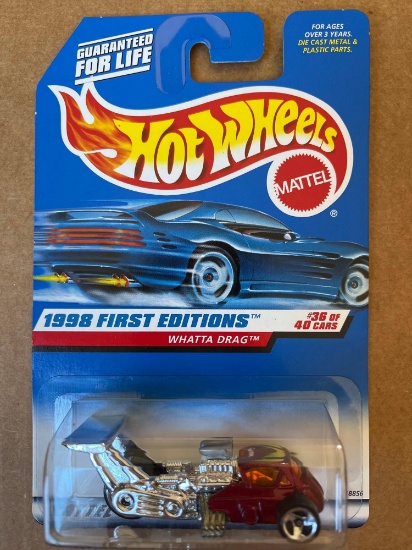 GUARANTEED
FOR LIFE
FOR AGES
OVER 3 YEARS.
DIE CAST METAL &
PLASTIC PARTS.
HOT WHEELS
MATTEL
®
1998 FIRST EDITIONS™
#36 OF
40 CARS
WHATTA DRAG™